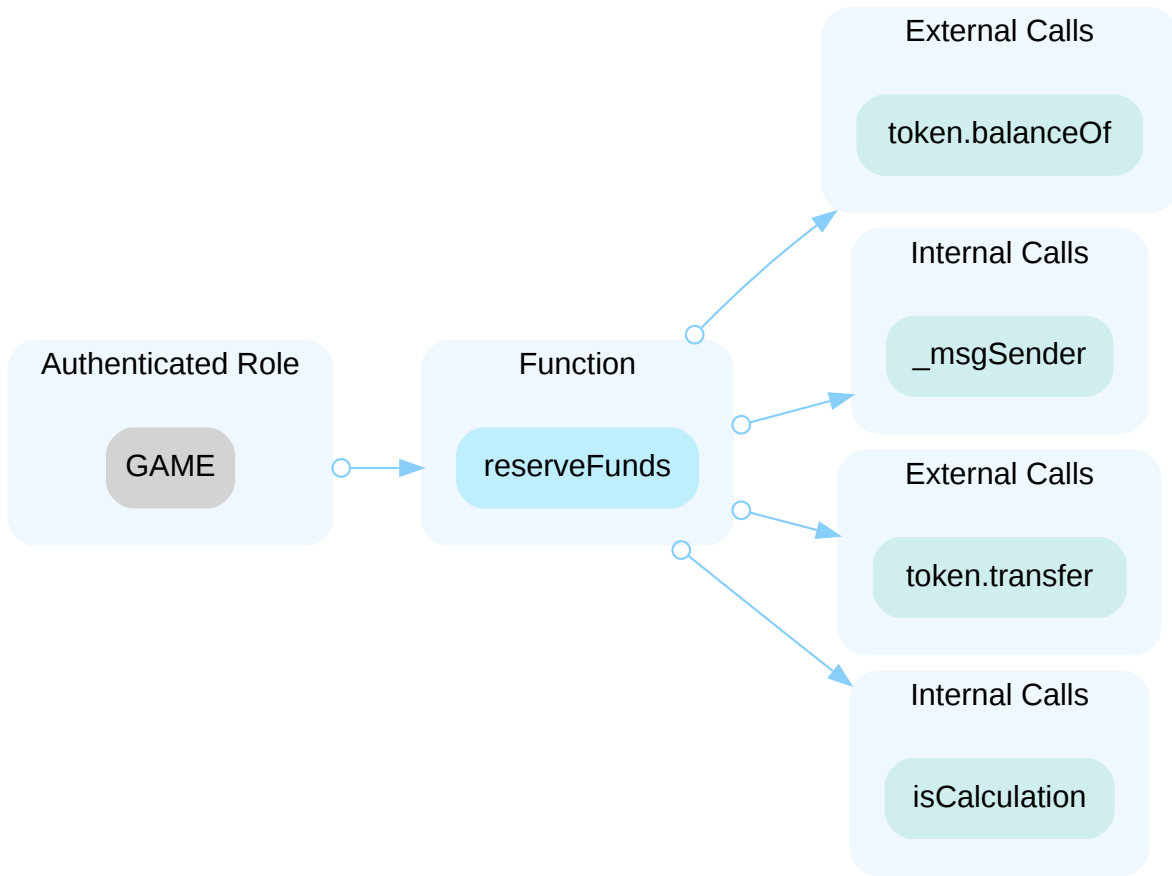 Authenticated Role
GAME
Function
reserveFunds
External Calls
token.balanceOf
Internal Calls
_msgSender
External Calls
token.transfer
Internal Calls
isCalculation